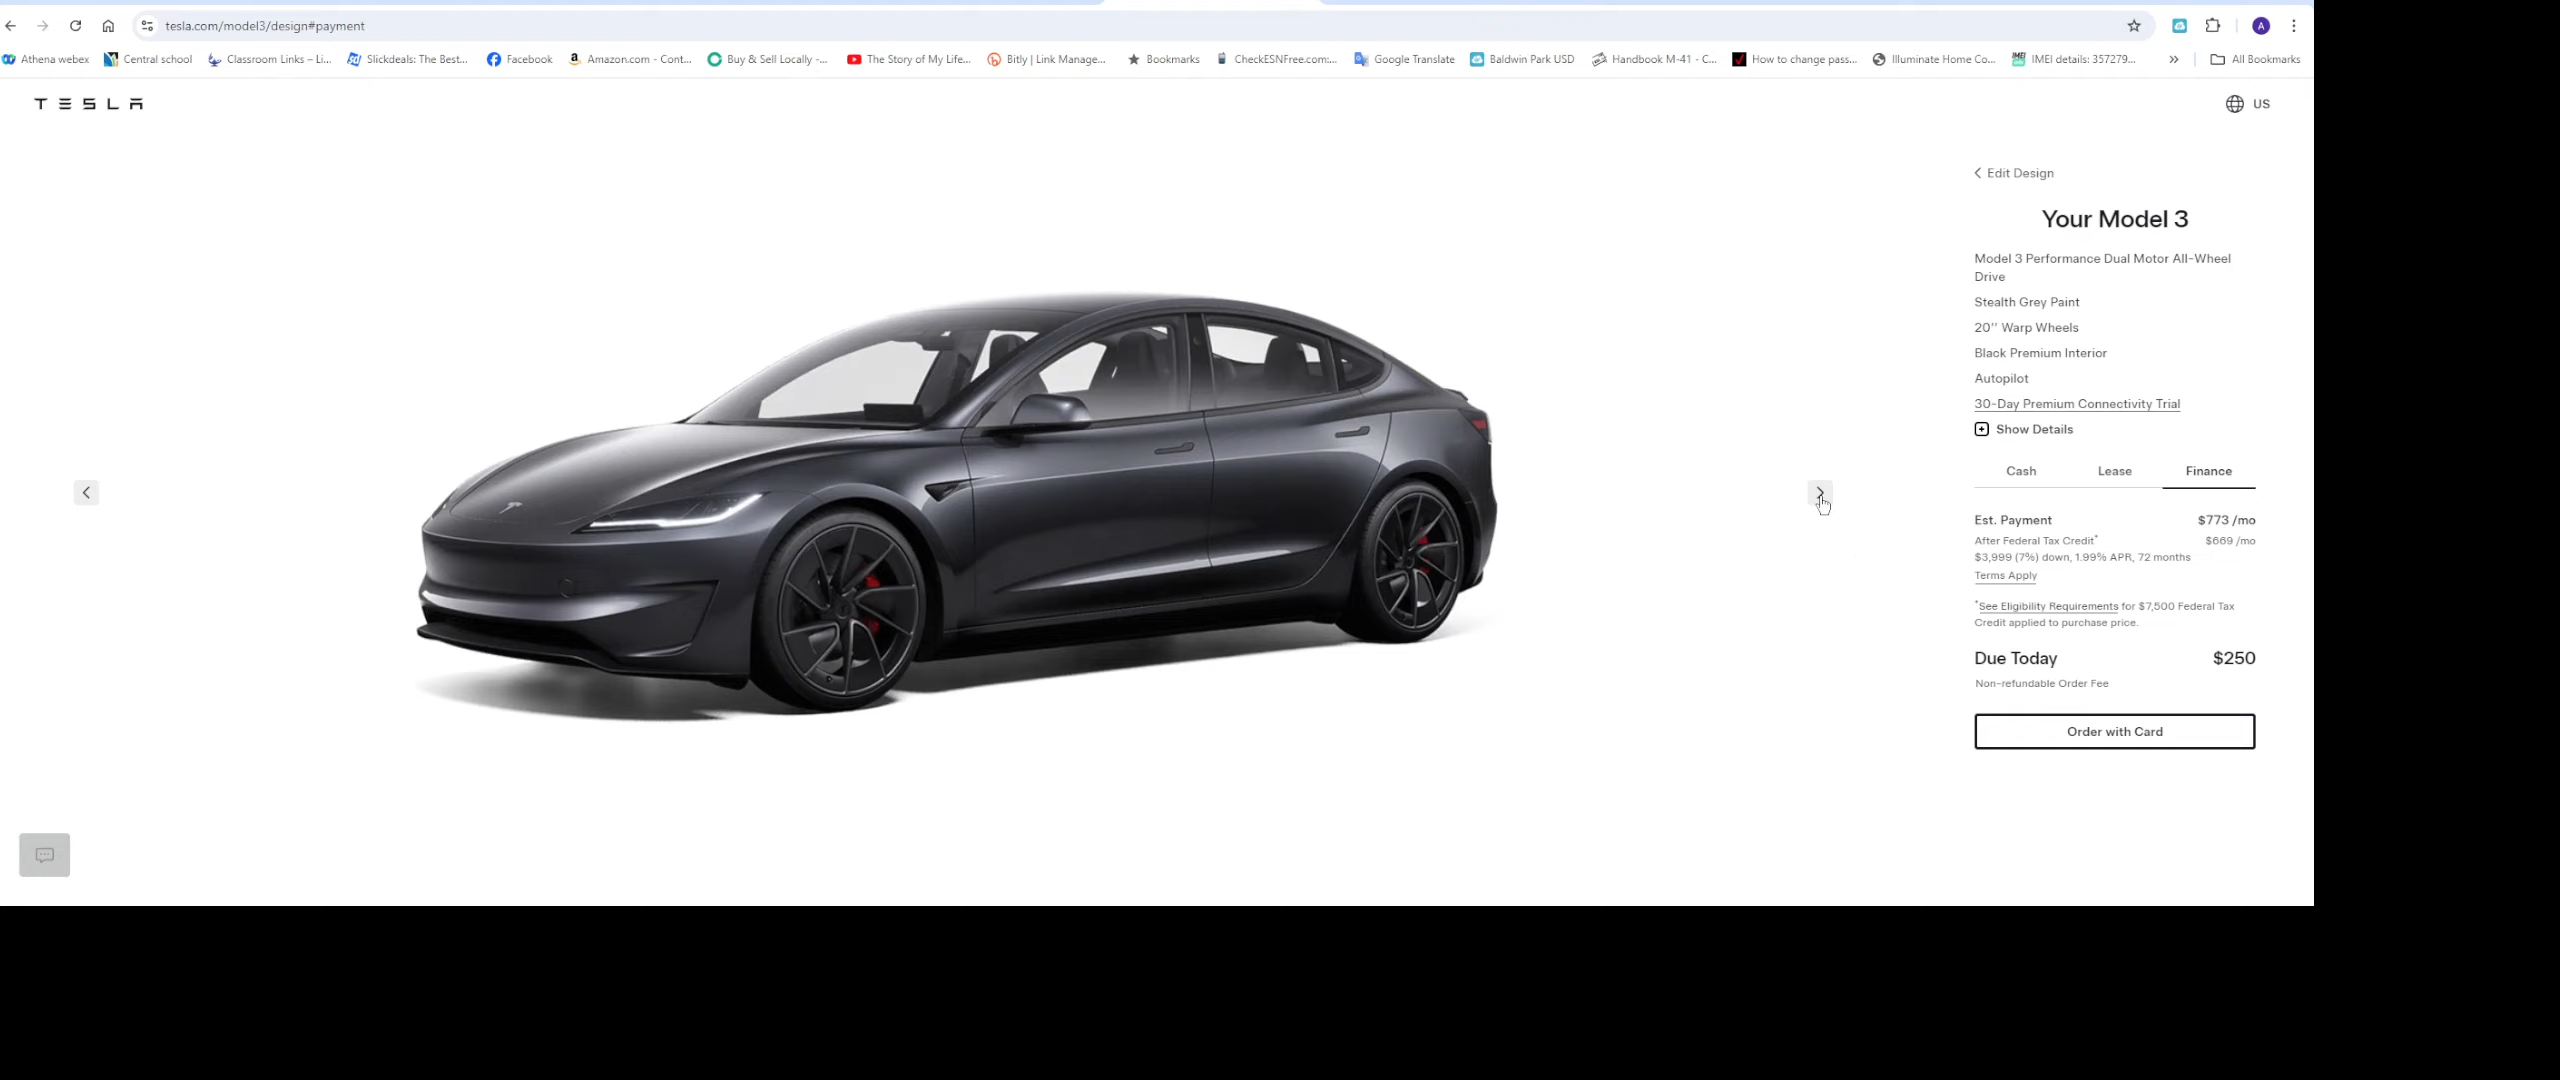 tesla.com/model3/design#payment
Athena webex
Central school
Classroom Links – Li...
Slickdeals: The Best...
Facebook
Amazon.com - Cont...
Buy & Sell Locally -...
The Story of My Life...
Bitly | Link Manage...
Bookmarks
CheckESNFree.com:...
Google Translate
Baldwin Park USD
Handbook M-41 - C...
How to change pass...
Illuminate Home Co...
IMEI details: 357279...
All Bookmarks
TESLA
US
Edit Design
Your Model 3
Model 3 Performance Dual Motor All-Wheel
Drive
Stealth Grey Paint
20'' Warp Wheels
Black Premium Interior
Autopilot
30-Day Premium Connectivity Trial
Show Details
Cash Lease Finance
Est. Payment $773 /mo
After Federal Tax Credit* $669 /mo
$3,999 (7%) down, 1.99% APR, 72 months
Terms Apply
*See Eligibility Requirements for $7,500 Federal Tax
Credit applied to purchase price.
Due Today $250
Non-refundable Order Fee
Order with Card